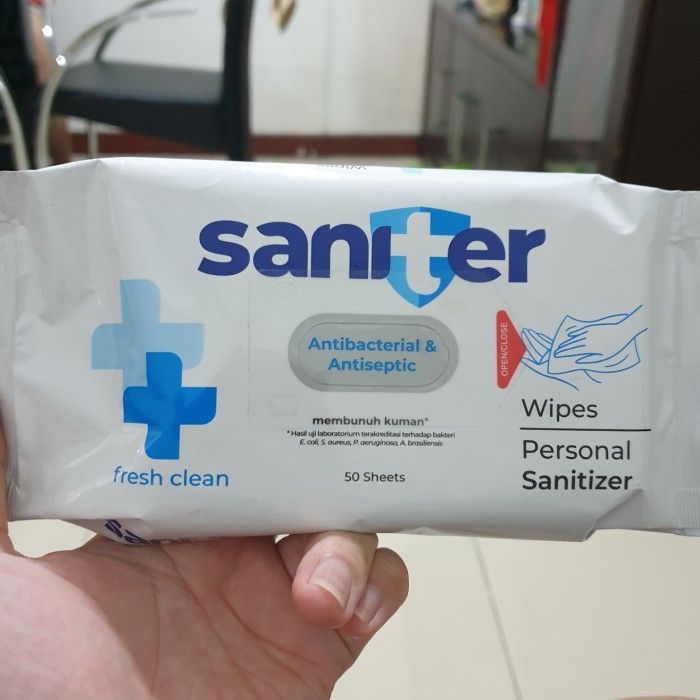 saniter
Antibacterial &
Antiseptic
OPEN/CLOSE
membunuh kuman*
*Hasil uji laboratorium terakreditasi terhadap bakteri
E. coli, S. aureus, P. aeruginosa, A. brasiliensis
50 Sheets
fresh clean
Wipes
Personal
Sanitizer